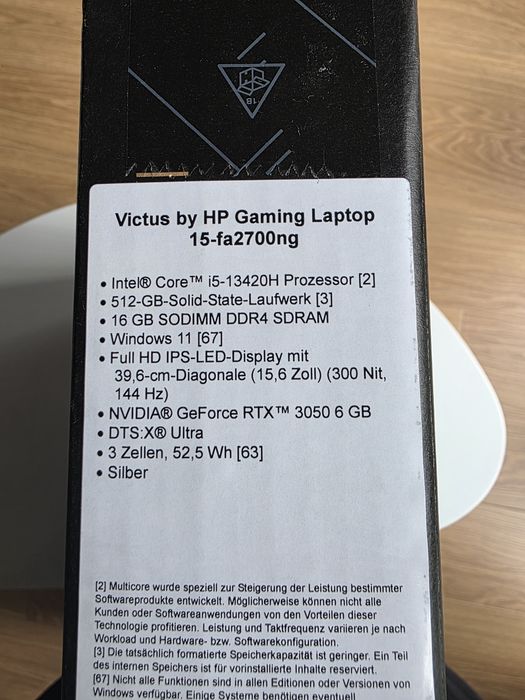 Victus by HP Gaming Laptop
15-fa2700ng
• Intel® Core™ i5-13420H Prozessor [2]
• 512-GB-Solid-State-Laufwerk [3]
• 16 GB SODIMM DDR4 SDRAM
• Windows 11 [67]
• Full HD IPS-LED-Display mit
39,6-cm-Diagonale (15,6 Zoll) (300 Nit,
144 Hz)
• NVIDIA® GeForce RTX™ 3050 6 GB
• DTS:X® Ultra
• 3 Zellen, 52,5 Wh [63]
• Silber
[2] Multicore wurde speziell zur Steigerung der Leistung bestimmter
Softwareprodukte entwickelt. Möglicherweise können nicht alle
Kunden oder Softwareanwendungen von den Vorteilen dieser
Technologie profitieren. Leistung und Taktfrequenz variieren je nach
Workload und Hardware- bzw. Softwarekonfiguration.
[3] Die tatsächlich formatierte Speicherkapazität ist geringer. Ein Teil
des internen Speichers ist für vorinstallierte Inhalte reserviert.
[67] Nicht alle Funktionen sind in allen Editionen oder Versionen von
Windows verfügbar. Einige Systeme benötigen eventuell